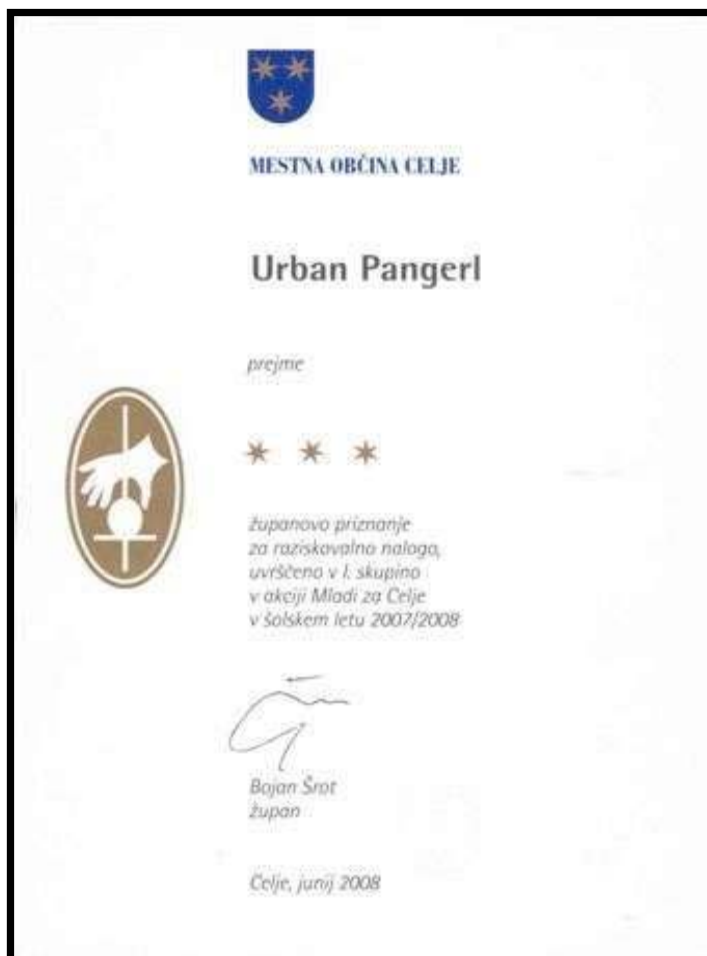 MESTNA OBČINA CELJE
Urban Pangerl
prejme
županovo priznanje
za raziskovalno nalogo,
uvrščeno v I. skupino
v akciji Mladi za Celje
v šolskem letu 2007/2008
Bojan Šrot
župan
Celje, junij 2008